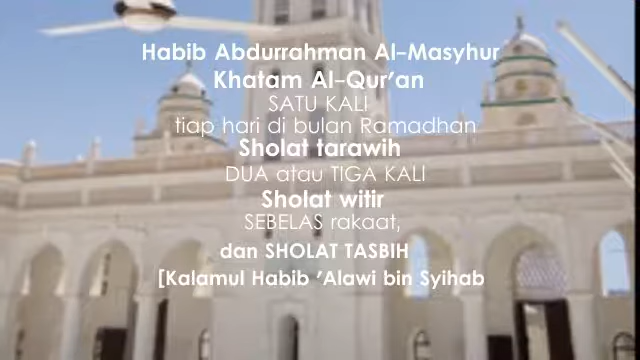 Habib Abdurrahman Al-Masyhur
Khatam Al-Qur'an
SATU KALI
tiap hari di bulan Ramadhan
Sholat tarawih
DUA atau TIGA KALI
Sholat witir
SEBELAS rakaat,
dan SHOLAT TASBIH
[Kalamul Habib 'Alawi bin Syihab